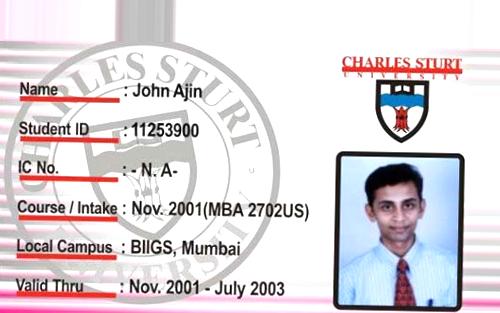 CHARLES STURT
UNIVERSITY
CHARLES STURT
UNIVERSITY
Name : John Ajin
Student ID : 11253900
IC No. : - N. A-
Course / Intake : Nov. 2001(MBA 2702US)
Local Campus : BIIGS, Mumbai
Valid Thru : Nov. 2001 - July 2003